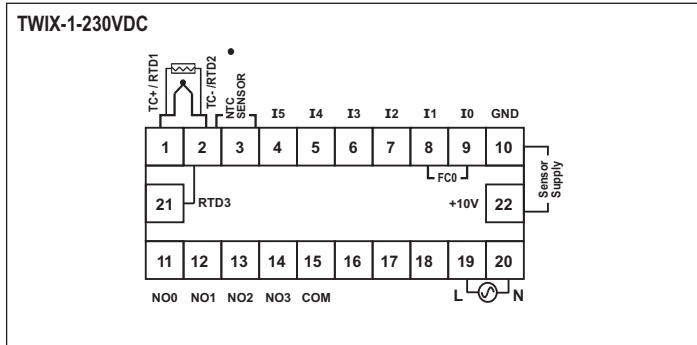 TWIX-1-230VDC
TC+ / RTD1
TC- /RTD2
NTC
SENSOR
I5 I4 I3 I2 I1 I0 GND
1 2 3 4 5 6 7 8 9 10
FC0
Sensor
Supply
21 RTD3 +10V 22
11 12 13 14 15 16 17 18 19 20
NO0 NO1 NO2 NO3 COM L N